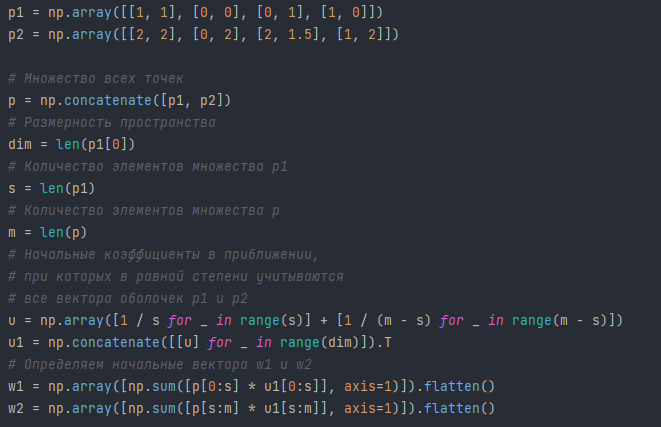 p1 = np.array([[1, 1], [0, 0], [0, 1], [1, 0]])
p2 = np.array([[2, 2], [0, 2], [2, 1.5], [1, 2]])
# Множество всех точек
p = np.concatenate([p1, p2])
# Размерность пространства
dim = len(p1[0])
# Количество элементов множества p1
s = len(p1)
# Количество элементов множества p
m = len(p)
# Начальные коэффициенты в приближении,
# при которых в равной степени учитываются
# все вектора оболочек p1 и p2
u = np.array([1 / s for _ in range(s)] + [1 / (m - s) for _ in range(m - s)])
u1 = np.concatenate([[u] for _ in range(dim)]).T
# Определяем начальные вектора w1 и w2
w1 = np.array([np.sum([p[0:s] * u1[0:s]], axis=1)]).flatten()
w2 = np.array([np.sum([p[s:m] * u1[s:m]], axis=1)]).flatten()